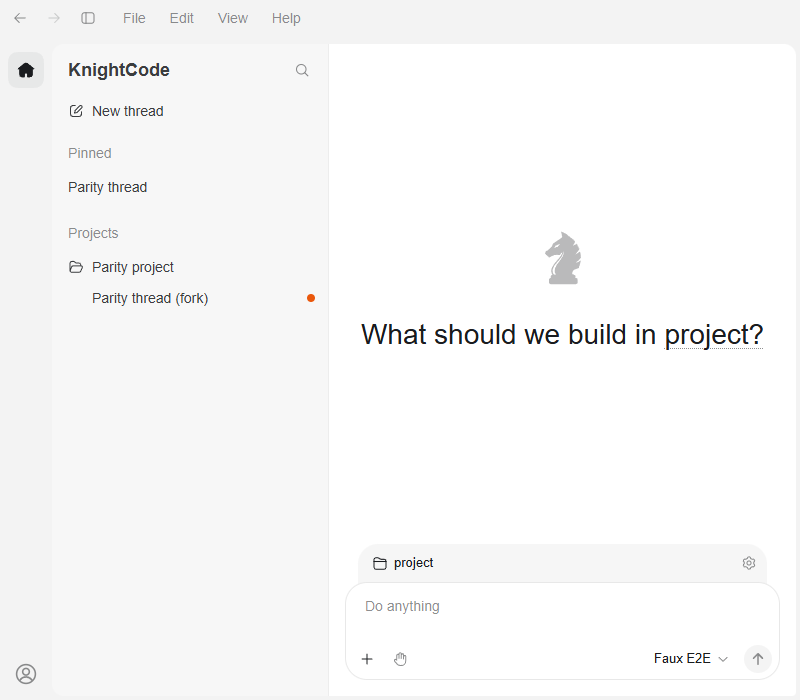 File Edit View Help
KnightCode
New thread
Pinned
Parity thread
Projects
Parity project
Parity thread (fork)
What should we build in project?
project
Do anything
Faux E2E